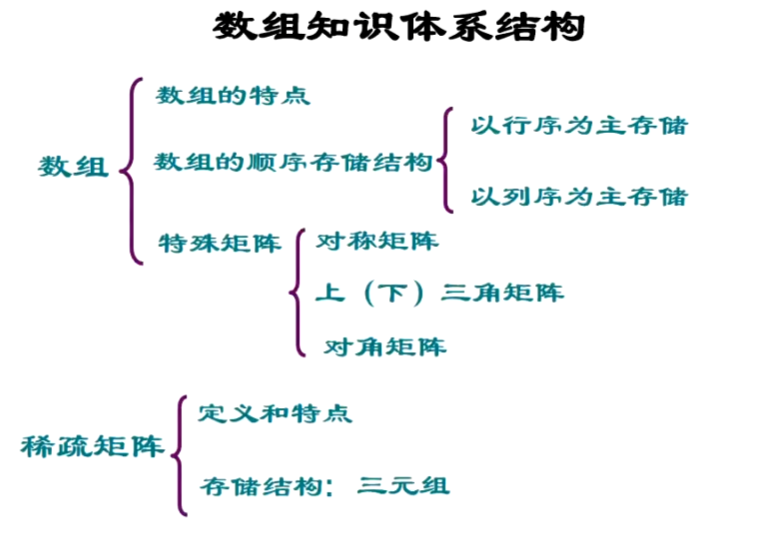 数组知识体系结构
数组
数组的特点
数组的顺序存储结构
以行序为主存储
以列序为主存储
特殊矩阵
对称矩阵
上（下）三角矩阵
对角矩阵
稀疏矩阵
定义和特点
存储结构：三元组